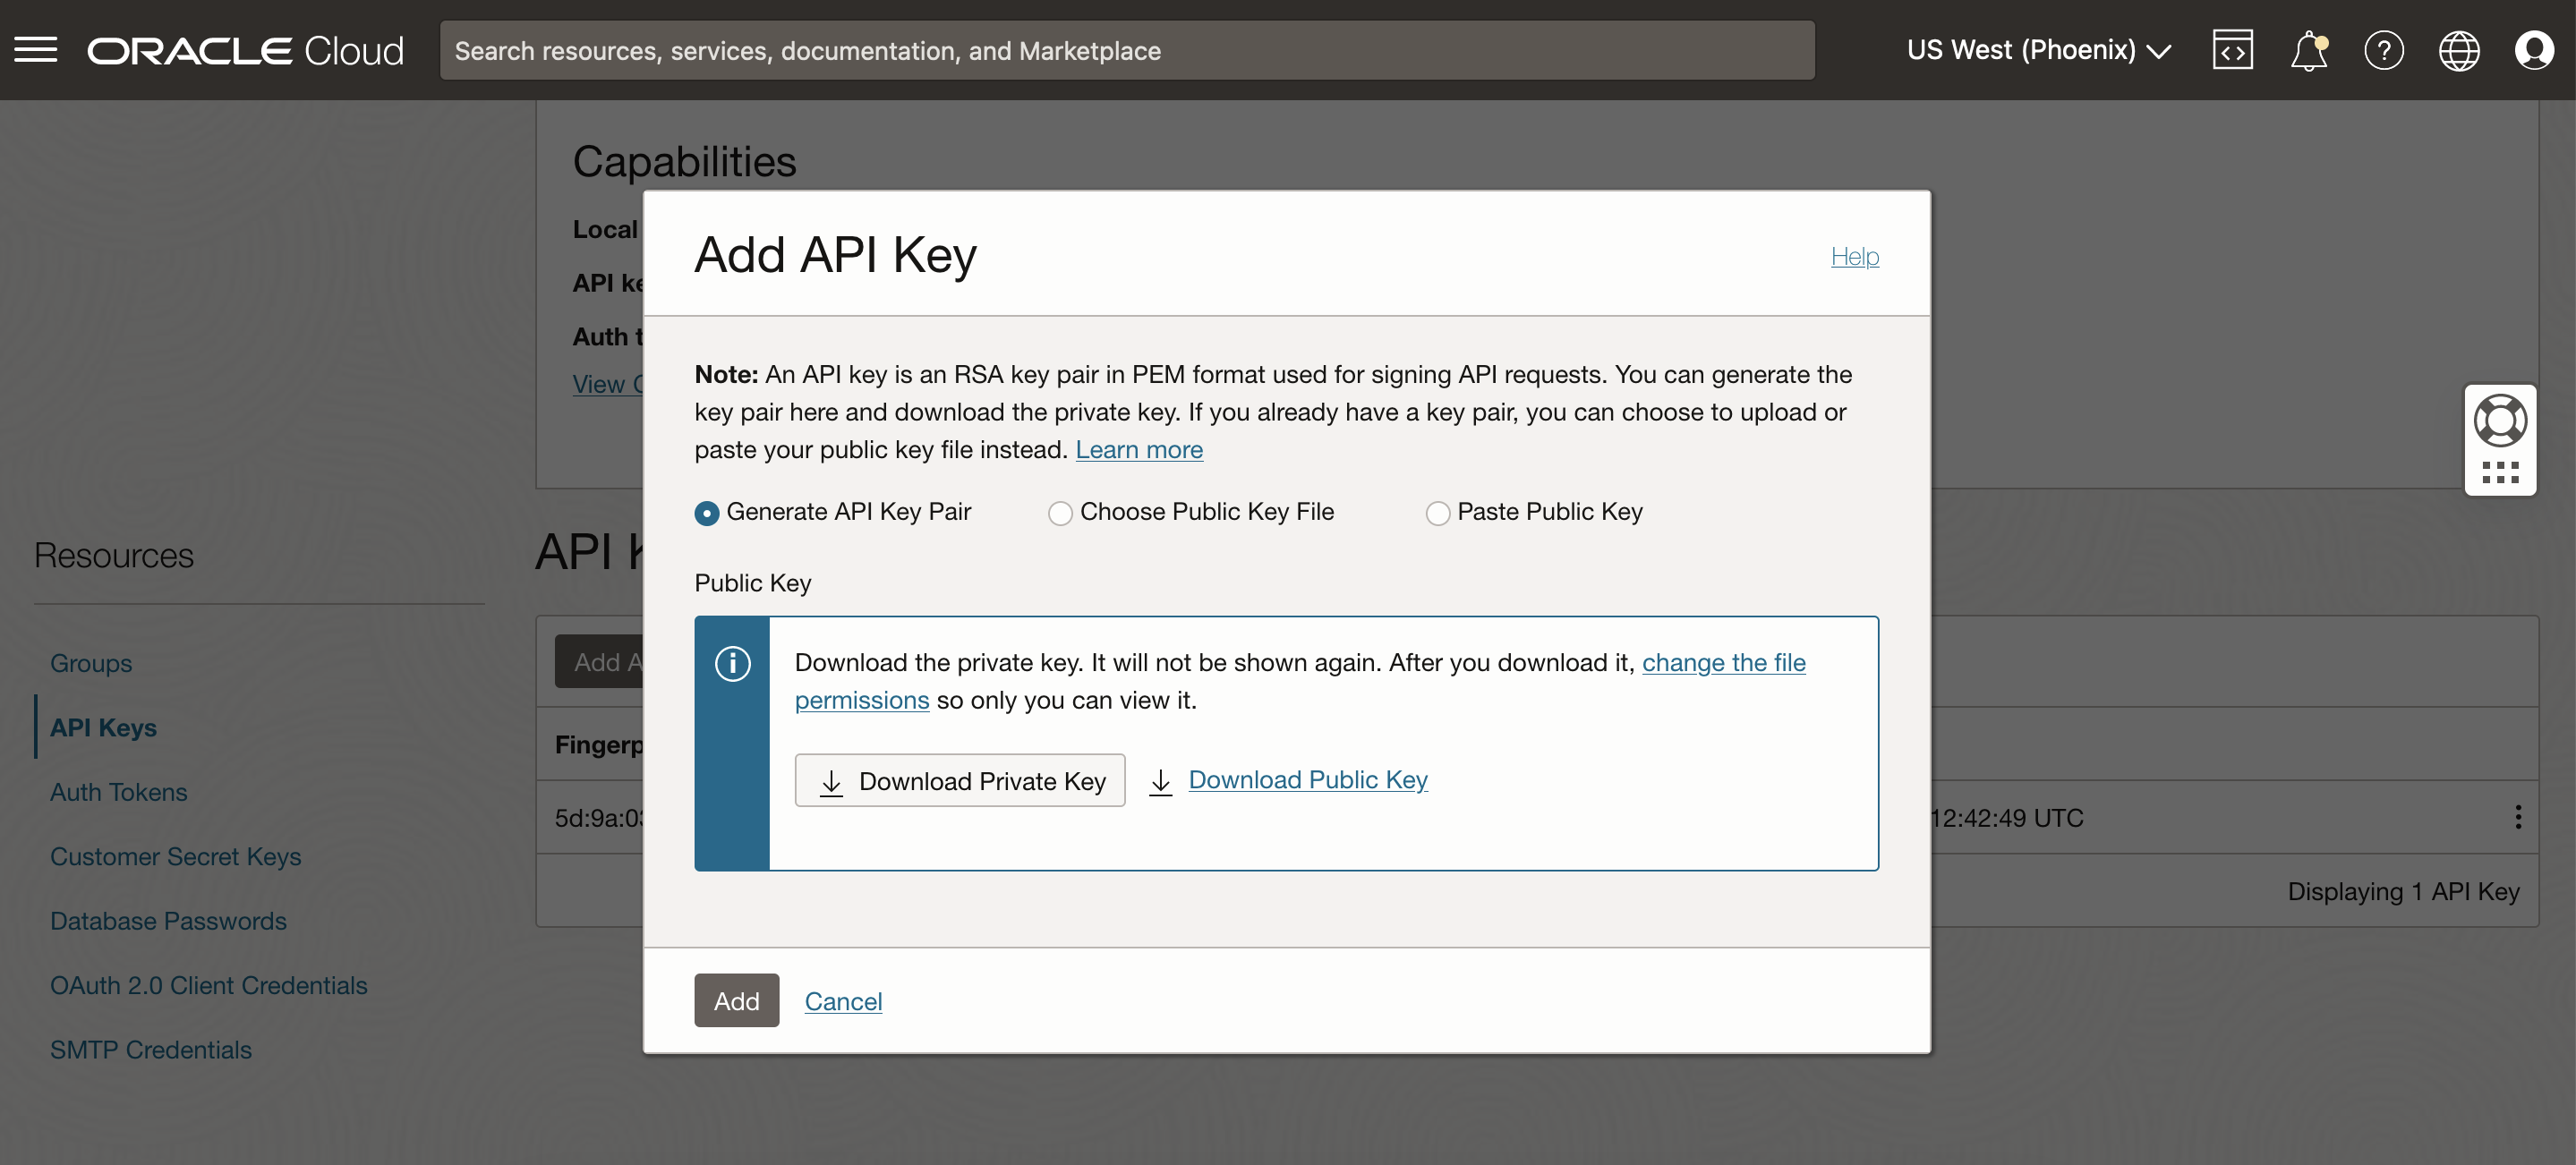 ORACLE Cloud
Search resources, services, documentation, and Marketplace
US West (Phoenix)
Capabilities
Local
API
Auth
View
Add API Key
Help
Note: An API key is an RSA key pair in PEM format used for signing API requests. You can generate the
key pair here and download the private key. If you already have a key pair, you can choose to upload or
paste your public key file instead. Learn more
Generate API Key Pair
Choose Public Key File
Paste Public Key
Public Key
Download the private key. It will not be shown again. After you download it, change the file
permissions so only you can view it.
Download Private Key
Download Public Key
Add
Cancel
Resources
Groups
API Keys
Auth Tokens
Customer Secret Keys
Database Passwords
OAuth 2.0 Client Credentials
SMTP Credentials
API
Add
Fingerp
5d:9a:0
12:42:49 UTC
Displaying 1 API Key